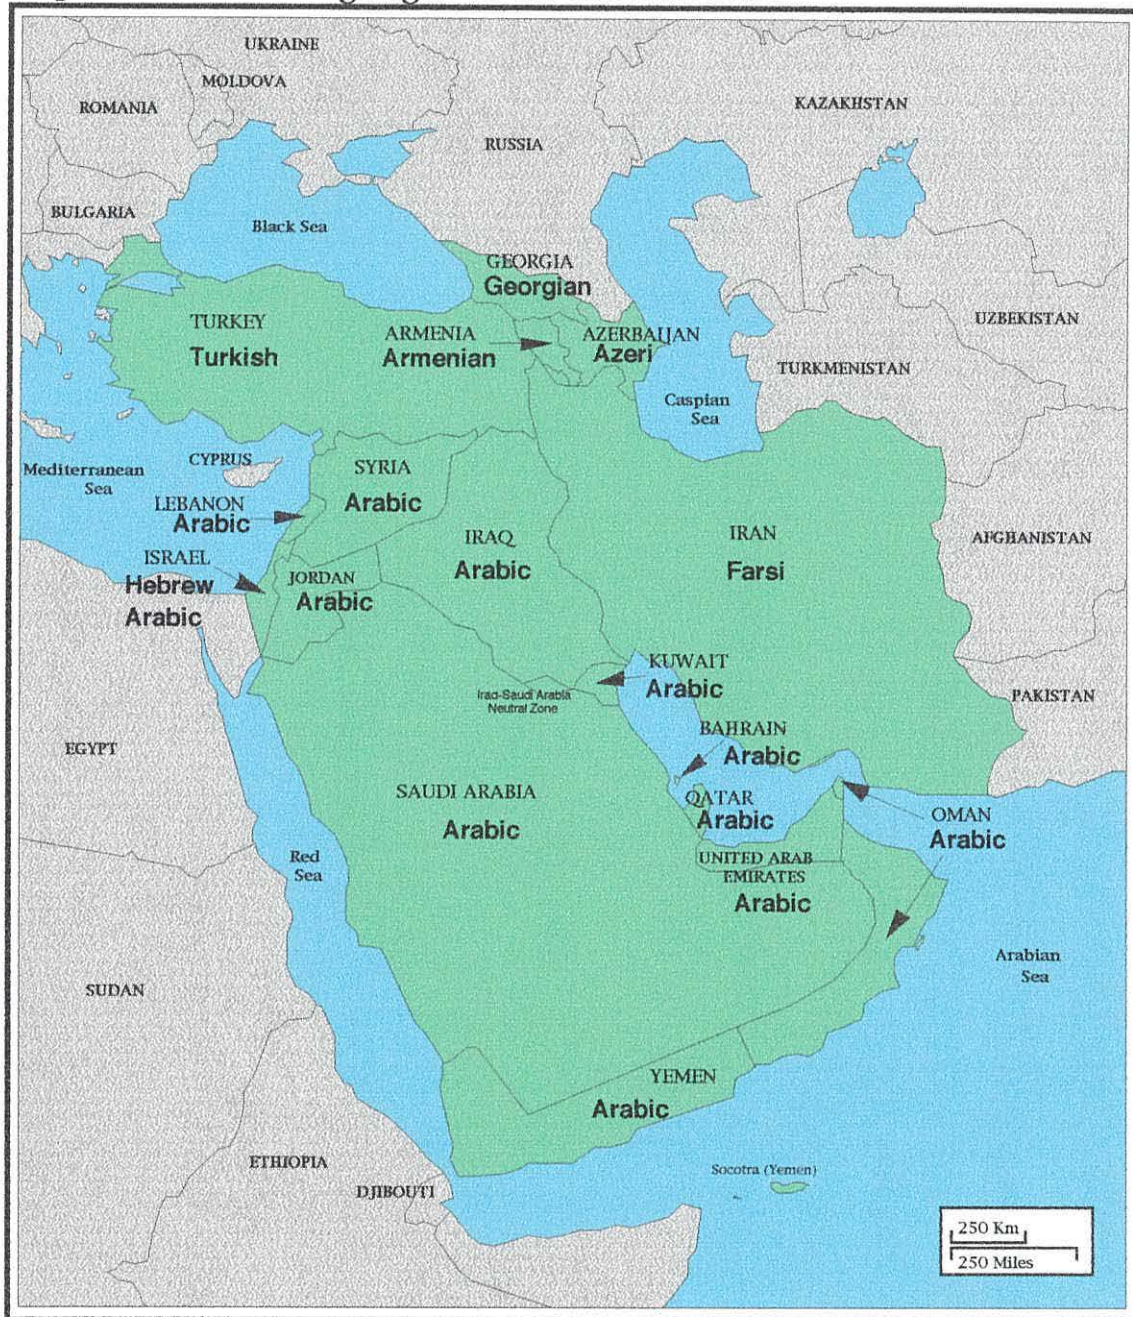 UKRAINE
MOLDOVA
ROMANIA
KAZAKHSTAN
RUSSIA
BULGARIA
Black Sea
GEORGIA
Georgian
UZBEKISTAN
TURKEY
Turkish
ARMENIA
Armenian
AZERBAIJAN
Azeri
TURKMENISTAN
Caspian
Sea
Mediterranean
Sea
CYPRUS
SYRIA
Arabic
LEBANON
Arabic
IRAQ
Arabic
IRAN
Farsi
AFGHANISTAN
ISRAEL
Hebrew
Arabic
JORDAN
Arabic
KUWAIT
Arabic
Iraq-Saudi Arabia
Neutral Zone
PAKISTAN
EGYPT
BAHRAIN
Arabic
SAUDI ARABIA
Arabic
QATAR
Arabic
OMAN
Arabic
Red
Sea
UNITED ARAB
EMIRATES
Arabic
Arabian
Sea
SUDAN
YEMEN
Arabic
ETHIOPIA
DJIBOUTI
Socotra (Yemen)
250 Km
250 Miles